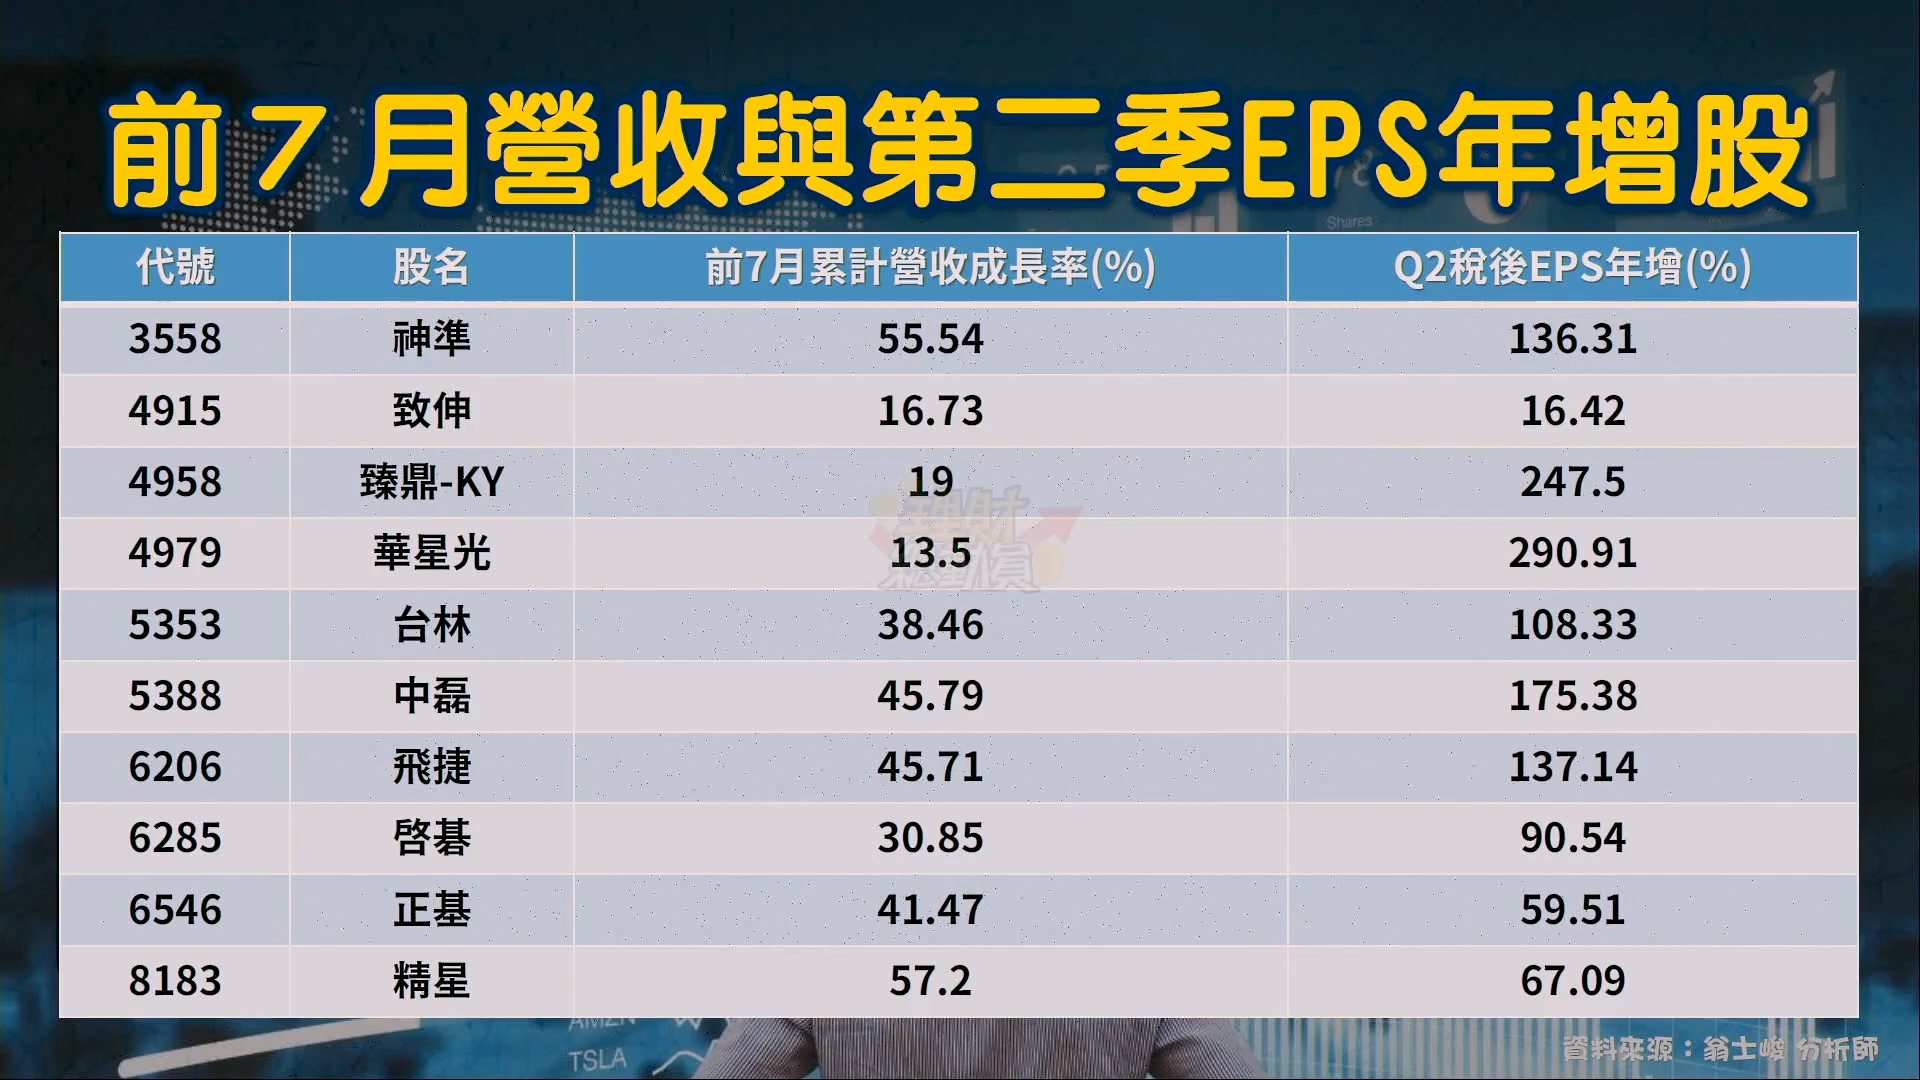 前7月營收與第二季EPS年增股
代號 股名 前7月累計營收成長率(%) Q2稅後EPS年增(%)
3558 神準 55.54 136.31
4915 致伸 16.73 16.42
4958 臻鼎-KY 19 247.5
4979 華星光 13.5 290.91
5353 台林 38.46 108.33
5388 中磊 45.79 175.38
6206 飛捷 45.71 137.14
6285 啓碁 30.85 90.54
6546 正基 41.47 59.51
8183 精星 57.2 67.09
理財
Shares
AMZN
TSLA
資料來源：翁士峻 分析師